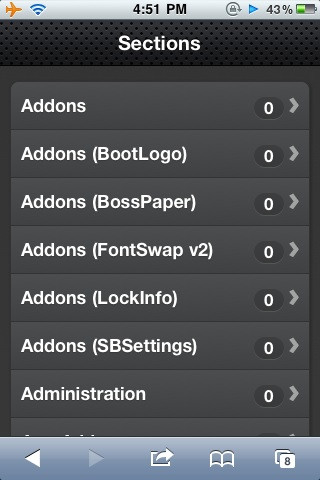 4:51 PM 43%
Sections
Addons 0
Addons (BootLogo) 0
Addons (BossPaper) 0
Addons (FontSwap v2) 0
Addons (LockInfo) 0
Addons (SBSettings) 0
Administration 0
8